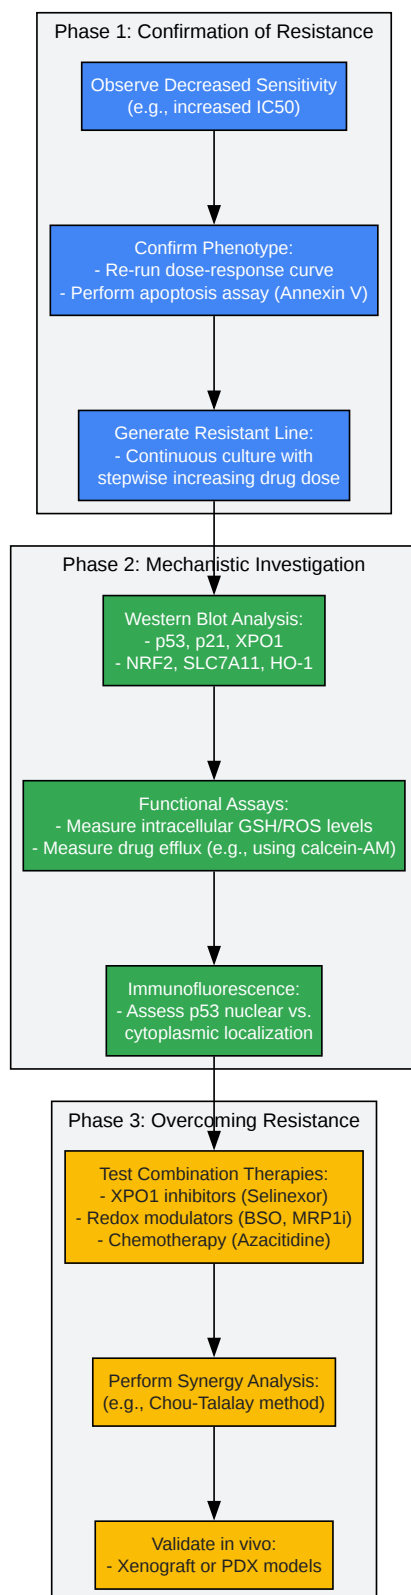 Phase 1: Confirmation of Resistance
Observe Decreased Sensitivity
(e.g., increased IC50)
Confirm Phenotype:
- Re-run dose-response curve
- Perform apoptosis assay (Annexin V)
Generate Resistant Line:
- Continuous culture with
stepwise increasing drug dose
Phase 2: Mechanistic Investigation
Western Blot Analysis:
- p53, p21, XPO1
- NRF2, SLC7A11, HO-1
Functional Assays:
- Measure intracellular GSH/ROS levels
- Measure drug efflux (e.g., using calcein-AM)
Immunofluorescence:
- Assess p53 nuclear vs.
cytoplasmic localization
Phase 3: Overcoming Resistance
Test Combination Therapies:
- XPO1 inhibitors (Selinexor)
- Redox modulators (BSO, MRP1i)
- Chemotherapy (Azacitidine)
Perform Synergy Analysis:
(e.g., Chou-Talalay method)
Validate in vivo:
- Xenograft or PDX models